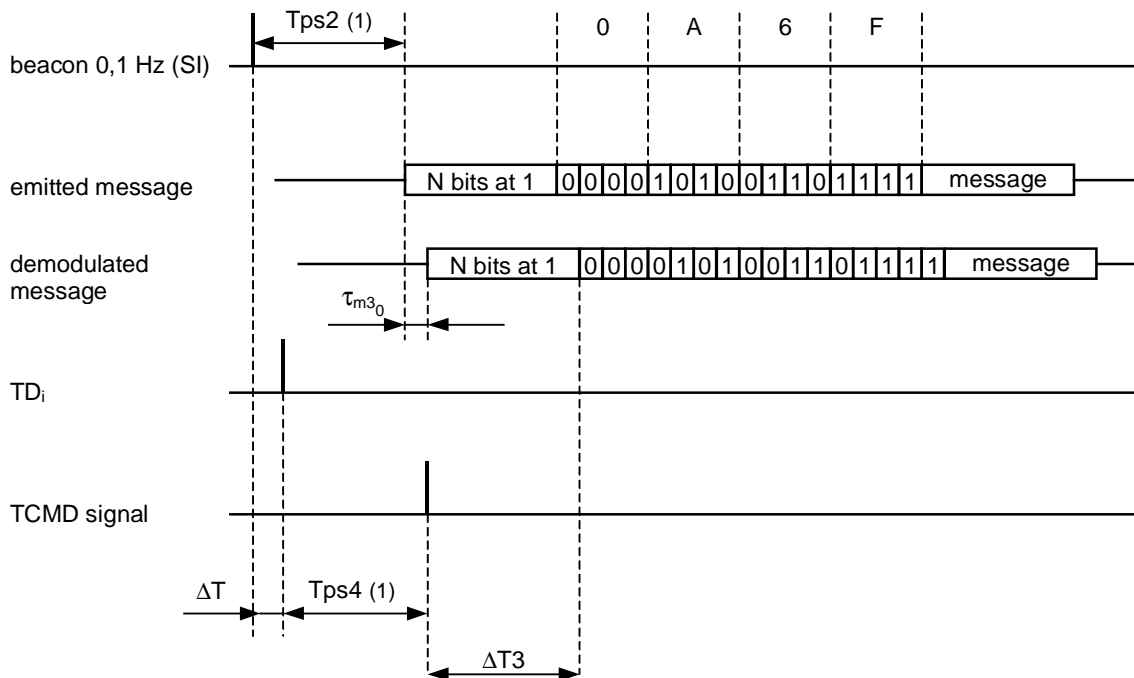 Tps2 (1)
0 A 6 F
beacon 0,1 Hz (SI)
emitted message
N bits at 1 0 0 0 0 1 0 1 0 0 1 1 0 1 1 1 1 message
demodulated
message
N bits at 1 0 0 0 0 1 0 1 0 0 1 1 0 1 1 1 1 message
τm30
TDi
TCMD signal
ΔT
Tps4 (1)
ΔT3